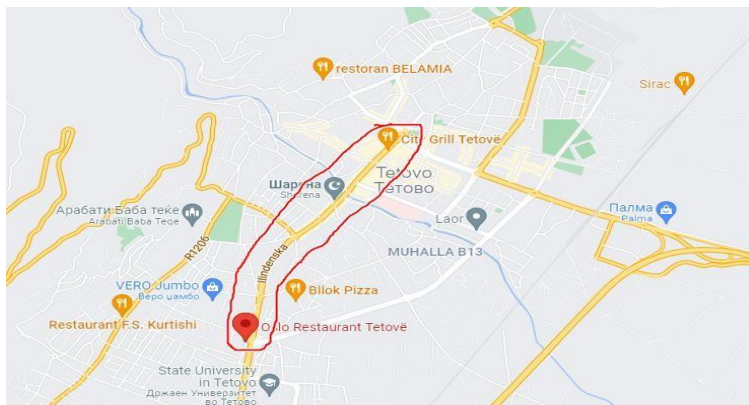 restoran BELAMIA
Sirac
City Grill Tetovë
Tetovo
Тетово
Шарена
Sharena
Арабати Баба теќе
Arabati Baba Teqe
Laor
Палма
Palma
MUHALLA B13
R1206
Ilindenska
VERO Jumbo
Веро џамбо
Bilok Pizza
Restaurant F.S. Kurtishi
Oslo Restaurant Tetovë
State University
in Tetovo
Државен Универзитет
во Тетово